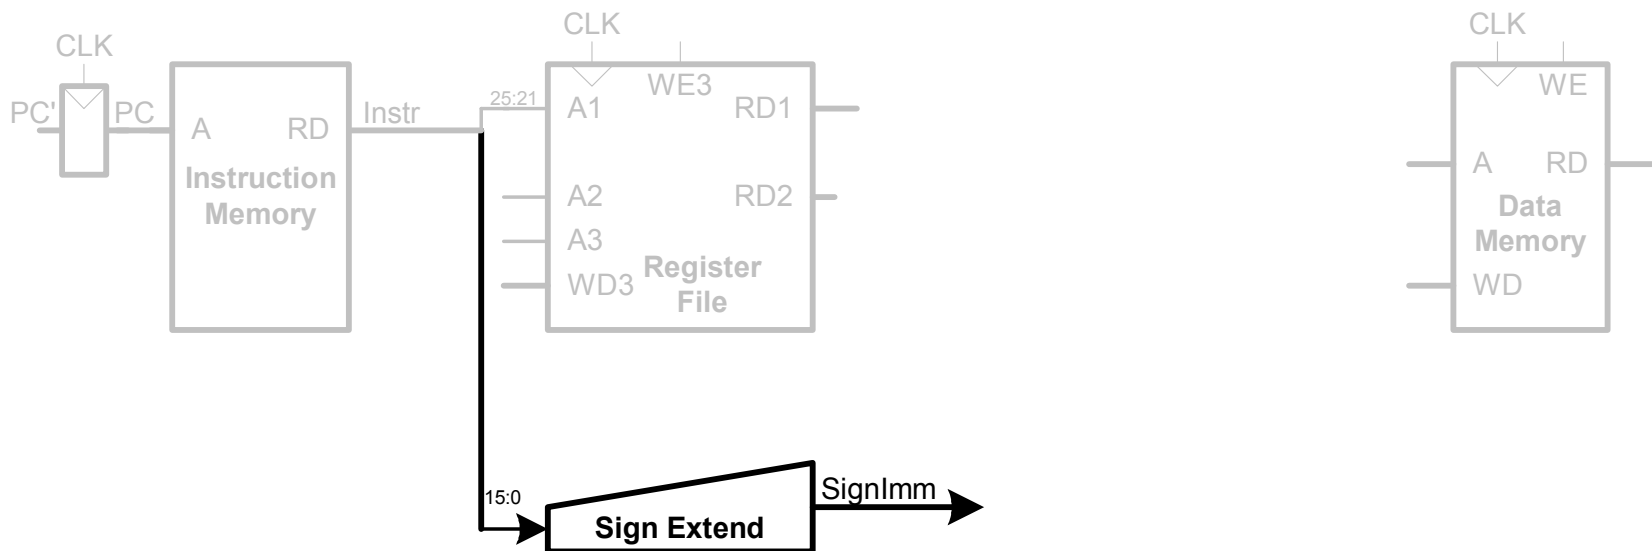 CLK
CLK
CLK
PC'
PC
A
RD
Instruction
Memory
Instr
25:21
A1
WE3
RD1
A2
RD2
A3
WD3
Register
File
WE
A
RD
Data
Memory
WD
15:0
Sign Extend
SignImm